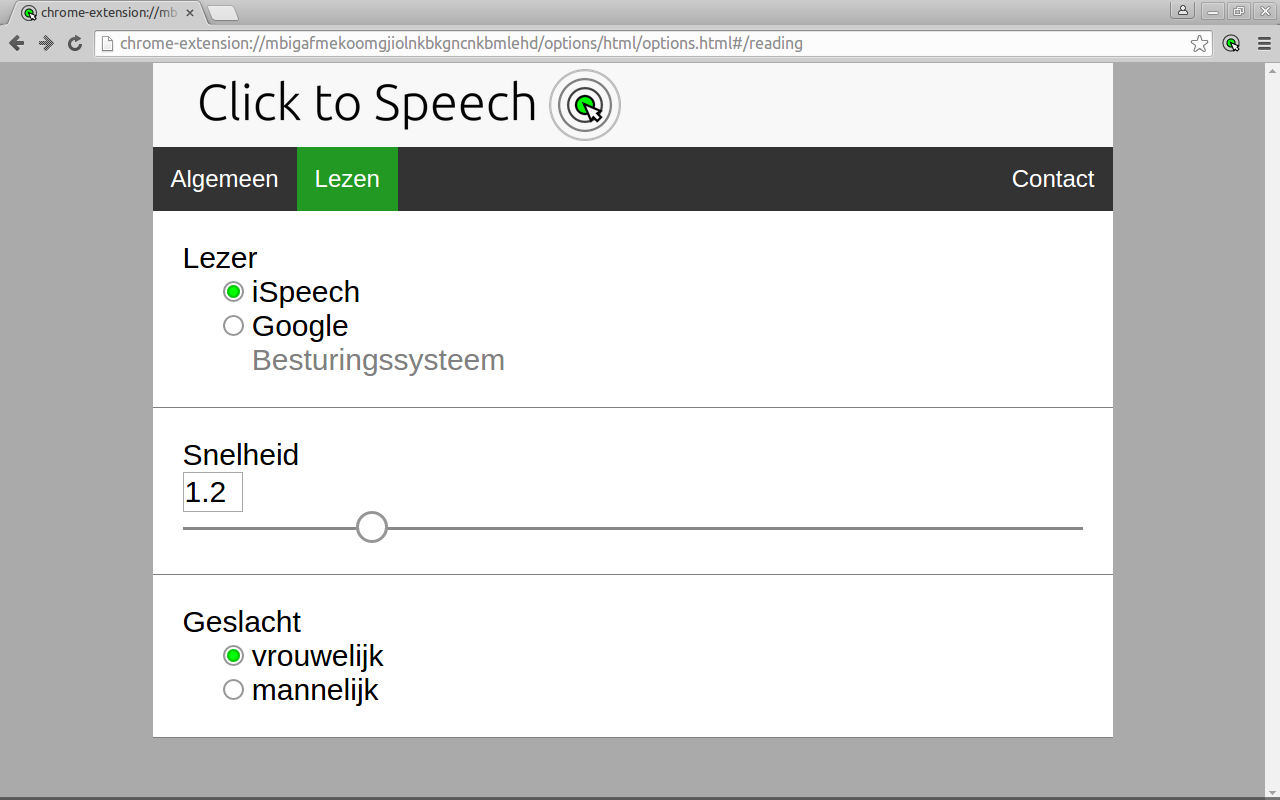 chrome-extension://mb
chrome-extension://mbigafmekoomgjiolnkbkgncnkbmlehd/options/html/options.html#/reading
Click to Speech
Algemeen Lezen Contact
Lezer
iSpeech
Google
Besturingssysteem
Snelheid
1.2
Geslacht
vrouwelijk
mannelijk